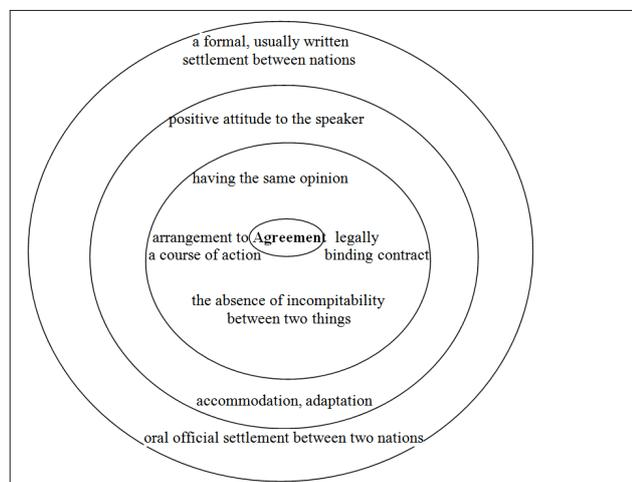 a formal, usually written
settlement between nations
positive attitude to the speaker
having the same opinion
arrangement to Agreement legally
a course of action binding contract
the absence of incompitability
between two things
accommodation, adaptation
oral official settlement between two nations